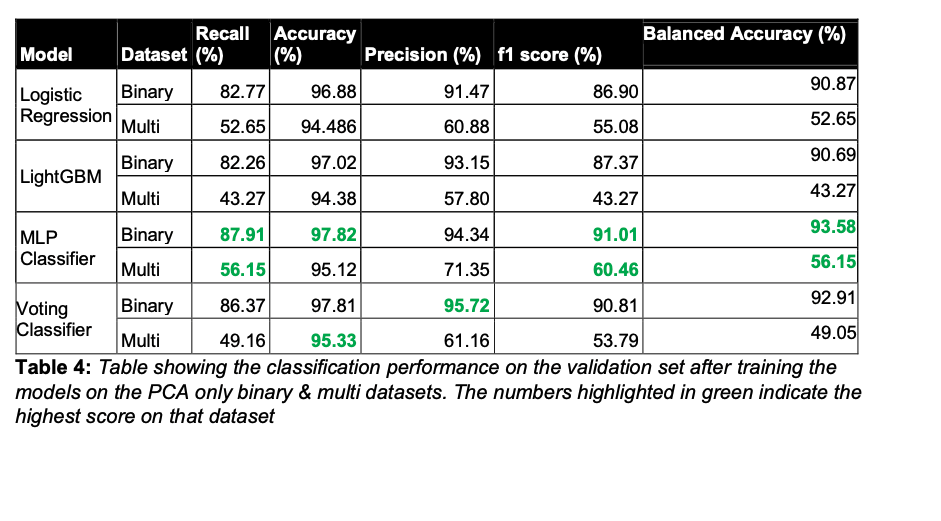 Model Dataset Recall (%) Accuracy (%) Precision (%) f1 score (%) Balanced Accuracy (%)
Logistic Regression Binary 82.77 96.88 91.47 86.90 90.87
Multi 52.65 94.486 60.88 55.08 52.65
LightGBM Binary 82.26 97.02 93.15 87.37 90.69
Multi 43.27 94.38 57.80 43.27 43.27
MLP Classifier Binary 87.91 97.82 94.34 91.01 93.58
Multi 56.15 95.12 71.35 60.46 56.15
Voting Classifier Binary 86.37 97.81 95.72 90.81 92.91
Multi 49.16 95.33 61.16 53.79 49.05
Table 4: Table showing the classification performance on the validation set after training the
models on the PCA only binary & multi datasets. The numbers highlighted in green indicate the
highest score on that dataset